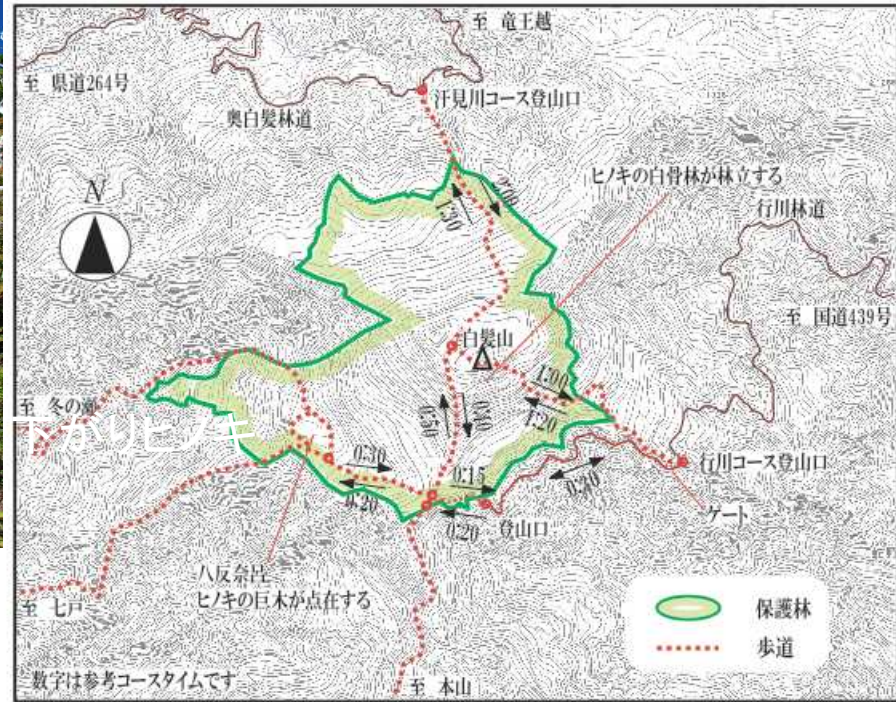 至 竜王越
至 県道264号
汗見川コース登山口
奥白髪林道
ヒノキの白骨林が林立する
N
行川林道
2:00
1:30
至 国道439号
白髪山
1:00
1:20
至 冬の瀬
下がりヒノキ
0:50
0:30
0:30
0:15
行川コース登山口
0:20
0:20
登山口
0:20
ゲート
八反奈呂
ヒノキの巨木が点在する
保護林
至 七戸
歩道
数字は参考コースタイムです
至 本山